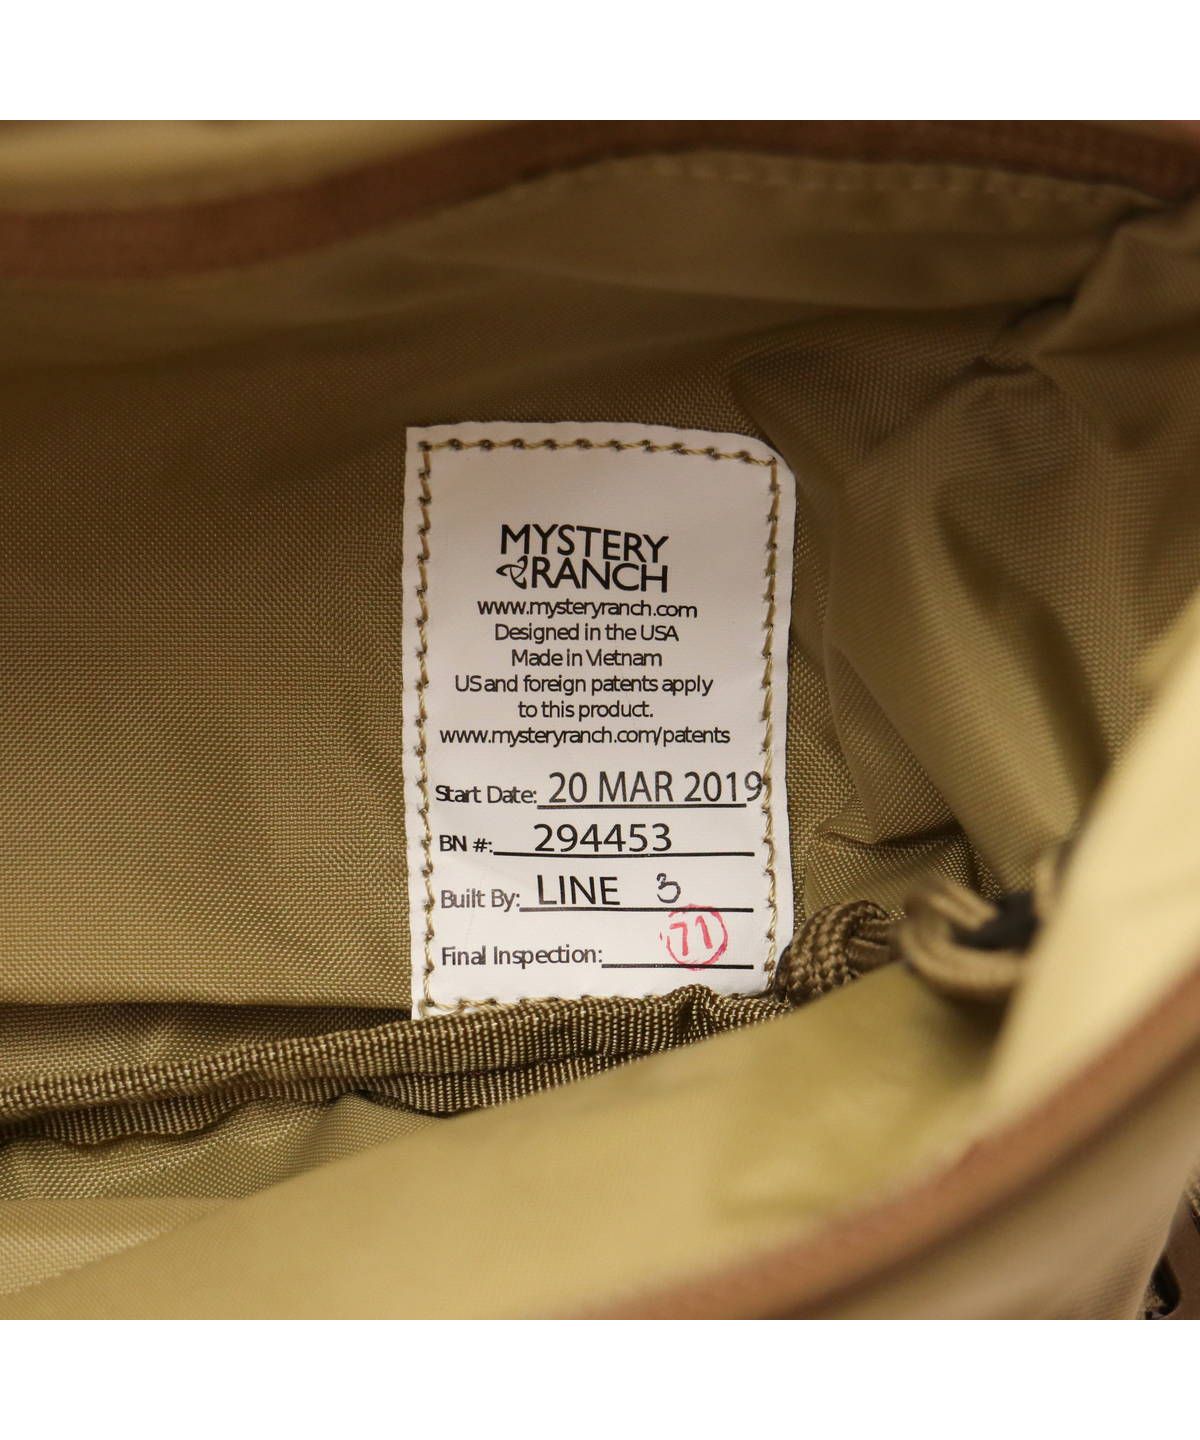 MYSTERY
RANCH
www.mysteryranch.com
Designed in the USA
Made in Vietnam
US and foreign patents apply
to this product.
www.mysteryranch.com/patents
Start Date: 20 MAR 2019
BN #: 294453
Built By: LINE 3
Final Inspection: 71